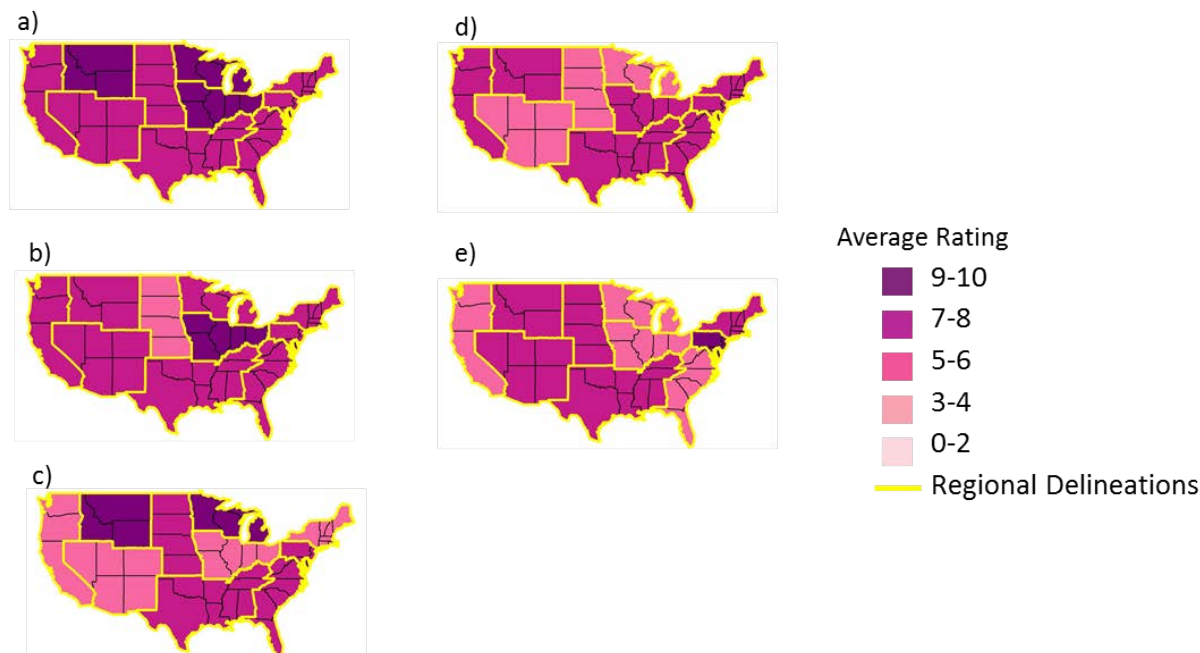 a)
b)
c)
d)
e)
Average Rating
9-10
7-8
5-6
3-4
0-2
Regional Delineations